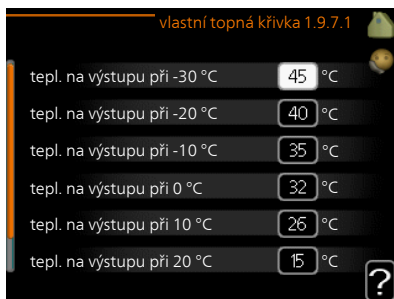 vlastní topná křivka 1.9.7.1
tepl. na výstupu při -30 °C 45 °C
tepl. na výstupu při -20 °C 40 °C
tepl. na výstupu při -10 °C 35 °C
tepl. na výstupu při 0 °C 32 °C
tepl. na výstupu při 10 °C 26 °C
tepl. na výstupu při 20 °C 15 °C
?